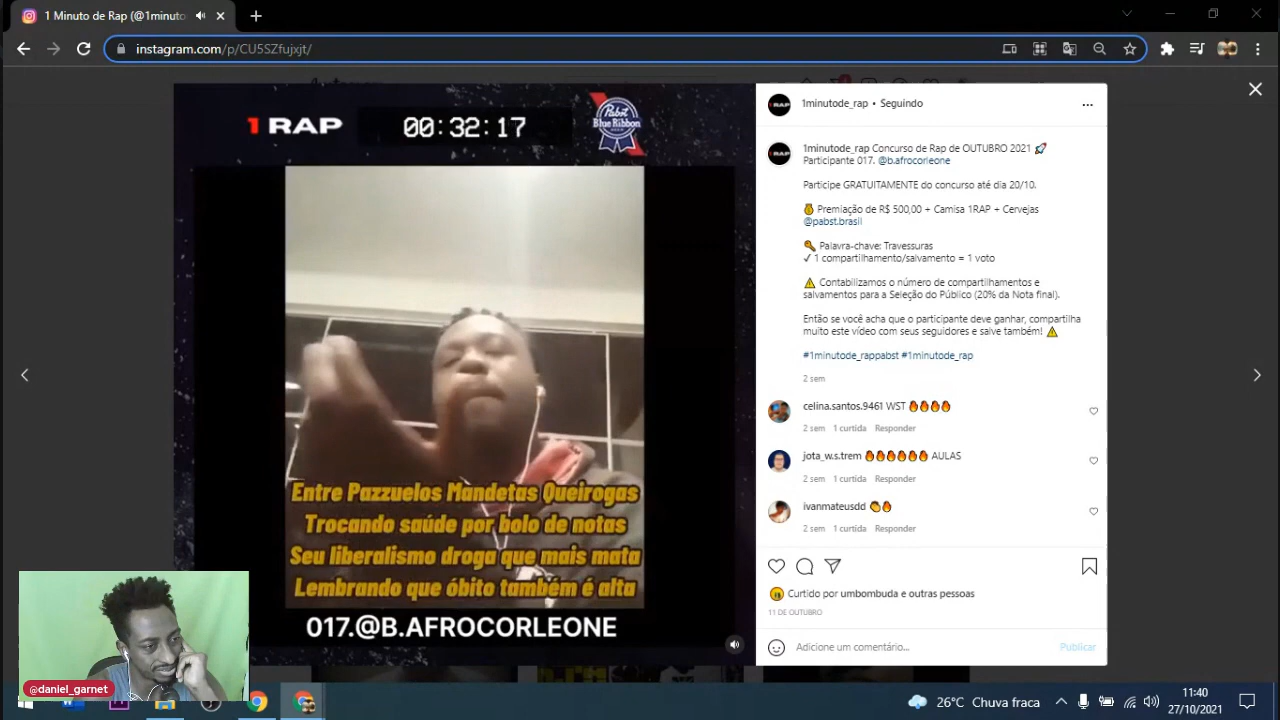 1 Minuto de Rap (@1minuto
instagram.com/p/CU5SZfujxjt/
1 RAP
00:32:17
Pabst
Blue Ribbon
Entre Pazzuelos Mandetas Queirogas
Trocando saúde por bolo de notas
Seu liberalismo droga que mais mata
Lembrando que óbito também é alta
017.@B.AFROCORLEONE
@daniel_garnet
1minutode_rap • Seguindo
1minutode_rap Concurso de Rap de OUTUBRO 2021 🚀
Participante 017. @b.afrocorleone
Participe GRATUITAMENTE do concurso até dia 20/10.
💰 Premiação de R$ 500,00 + Camisa 1RAP + Cervejas
@pabst.brasil
🔑 Palavra-chave: Travessuras
✓ 1 compartilhamento/salvamento = 1 voto
⚠️ Contabilizamos o número de compartilhamentos e
salvamentos para a Seleção do Público (20% da Nota final).
Então se você acha que o participante deve ganhar, compartilha
muito este vídeo com seus seguidores e salve também! ⚠️
#1minutode_rappabst #1minutode_rap
2 sem
celina.santos.9461 WST 🔥🔥🔥🔥
2 sem 1 curtida Responder
jota_w.s.trem 🔥🔥🔥🔥🔥🔥 AULAS
2 sem 1 curtida Responder
ivanmateusdd 👏🔥
2 sem 1 curtida Responder
Curtido por umbombuda e outras pessoas
11 DE OUTUBRO
Adicione um comentário...
Publicar
26°C Chuva fraca
11:40
27/10/2021